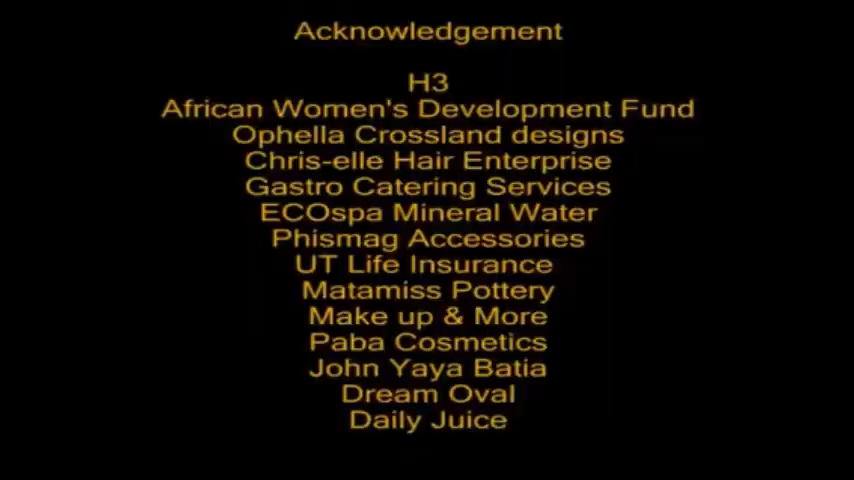 Acknowledgement
H3
African Women's Development Fund
Ophella Crossland designs
Chris-elle Hair Enterprise
Gastro Catering Services
ECOspa Mineral Water
Phismag Accessories
UT Life Insurance
Matamiss Pottery
Make up & More
Paba Cosmetics
John Yaya Batia
Dream Oval
Daily Juice